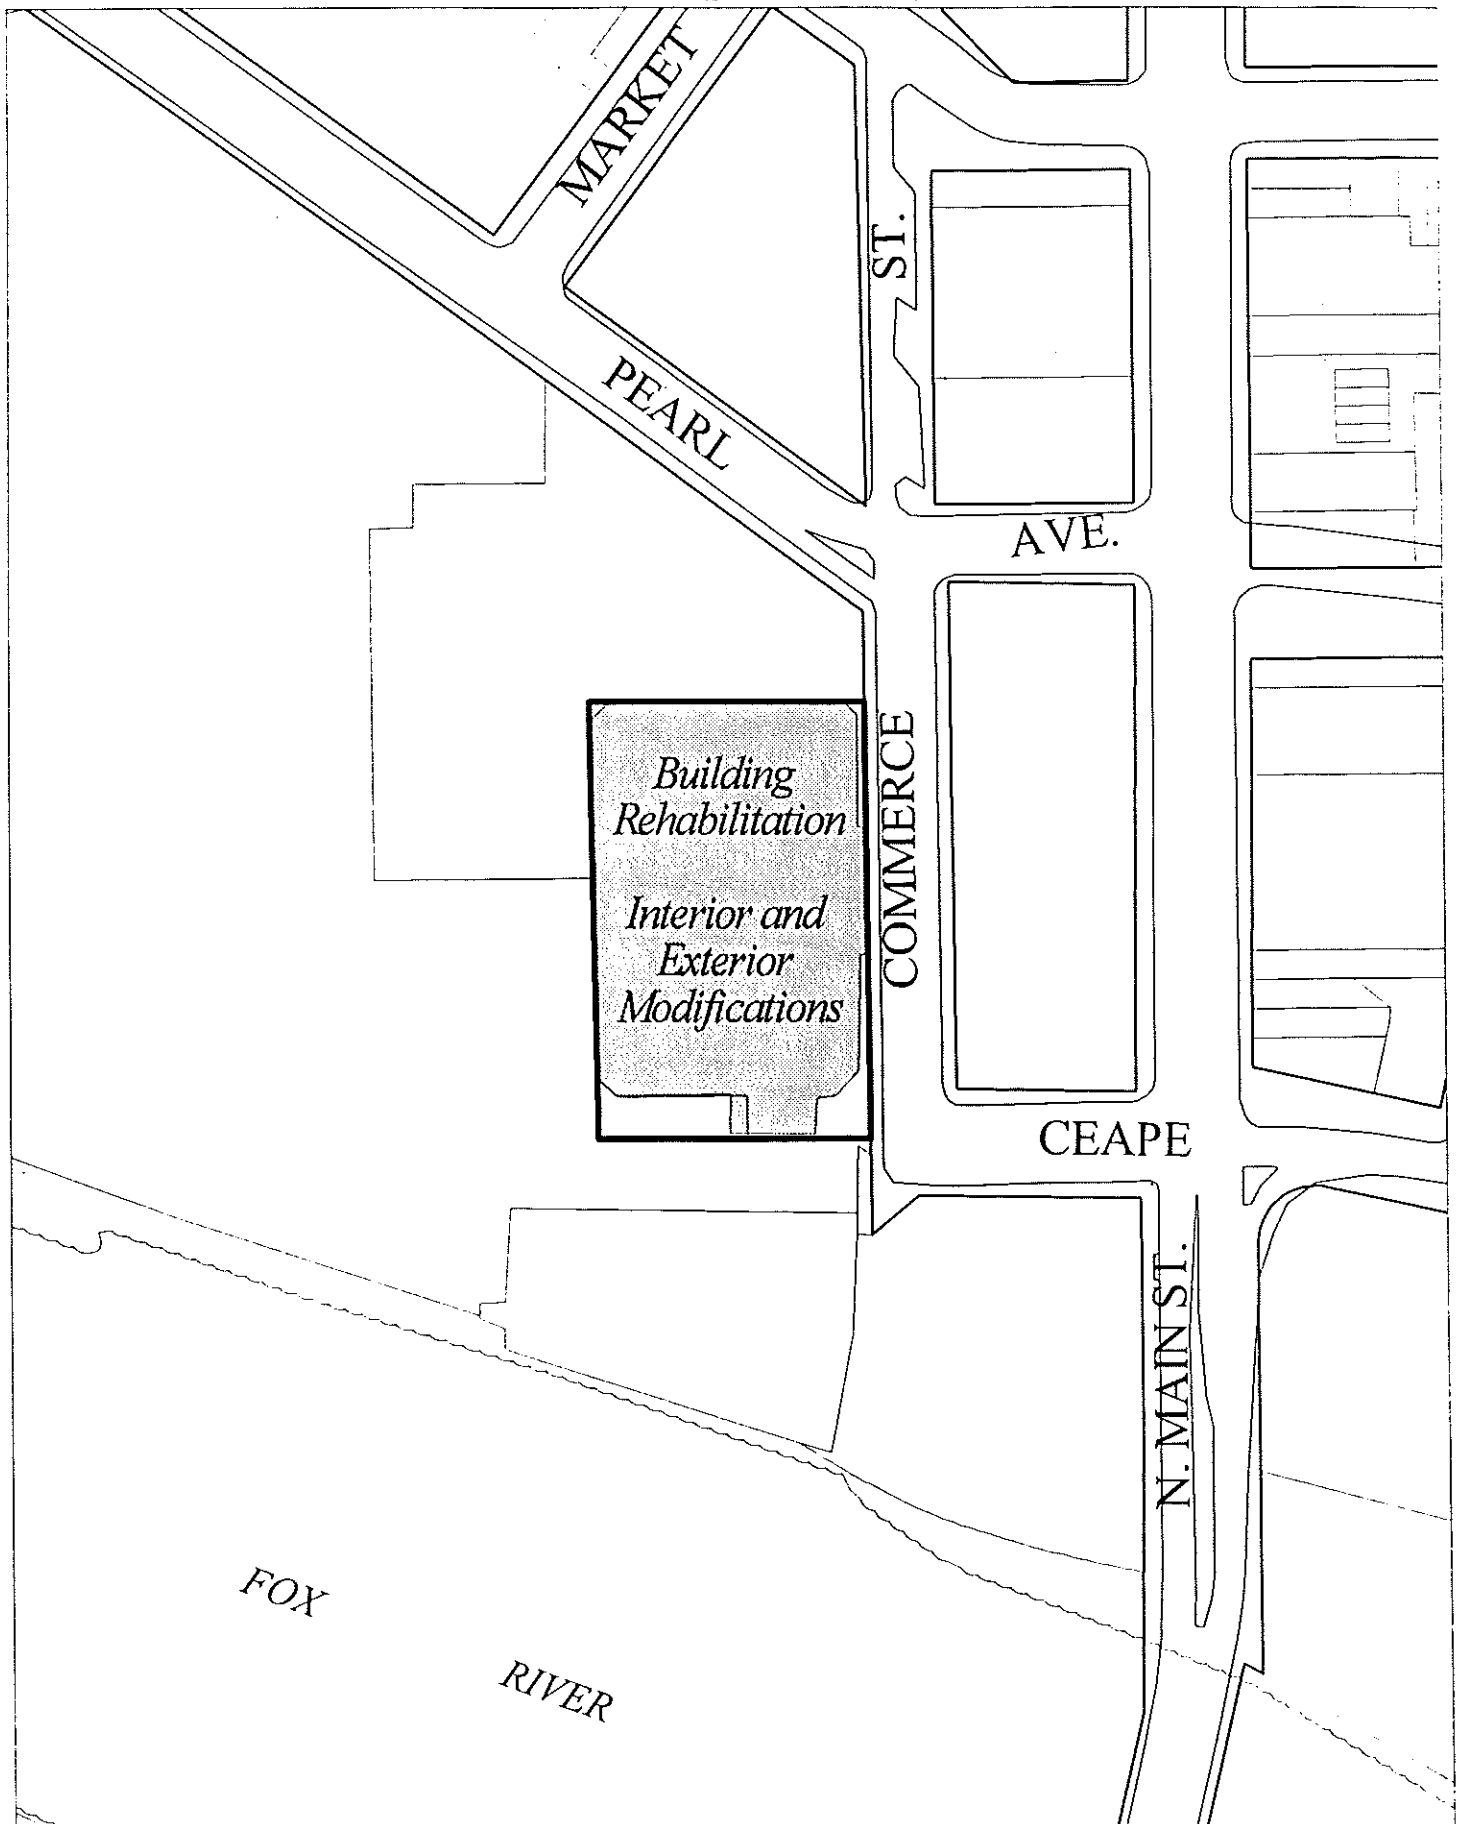 MARKET
ST.
PEARL
AVE.
Building
Rehabilitation
Interior and
Exterior
Modifications
COMMERCE
CEAPE
N. MAIN ST.
FOX
RIVER